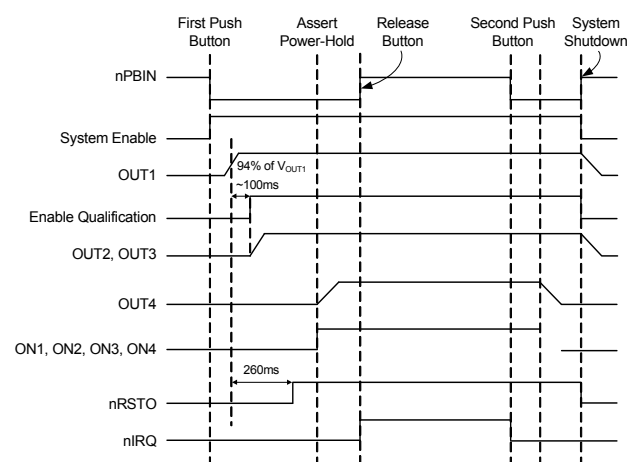 First Push
Button
Assert
Power-Hold
Release
Button
Second Push
Button
System
Shutdown
nPBIN
System Enable
OUT1
94% of VOUT1
~100ms
Enable Qualification
OUT2, OUT3
OUT4
ON1, ON2, ON3, ON4
260ms
nRSTO
nIRQ